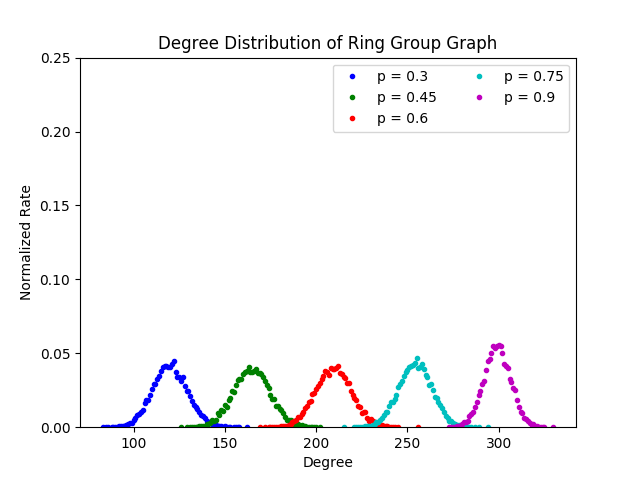 Degree Distribution of Ring Group Graph
0.25
0.20
0.15
0.10
0.05
0.00
Normalized Rate
p = 0.3
p = 0.45
p = 0.6
p = 0.75
p = 0.9
100 150 200 250 300
Degree